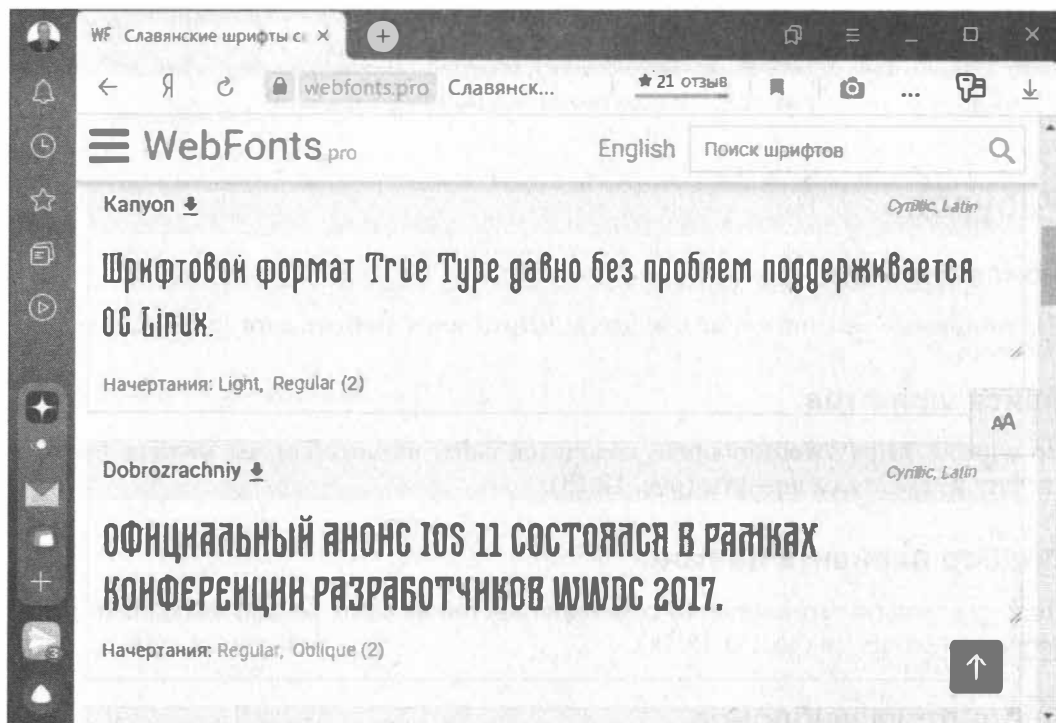 WF Славянские шрифты с
webfonts.pro Славянск... ★ 21 отзыв ...
WebFonts.pro English Поиск шрифтов
Kanyon Cyrillic, Latin
Шрифтовой формат True Type давно без проблем поддерживается
ОС Linux.
Начертания: Light, Regular (2)
AA
Dobrozrachniy Cyrillic, Latin
ОФИЦИАЛЬНЫЙ АНОНС IOS 11 СОСТОЯЛСЯ В РАМКАХ
КОНФЕРЕНЦИИ РАЗРАБОТЧИКОВ WWDC 2017.
Начертания: Regular, Oblique (2)
3